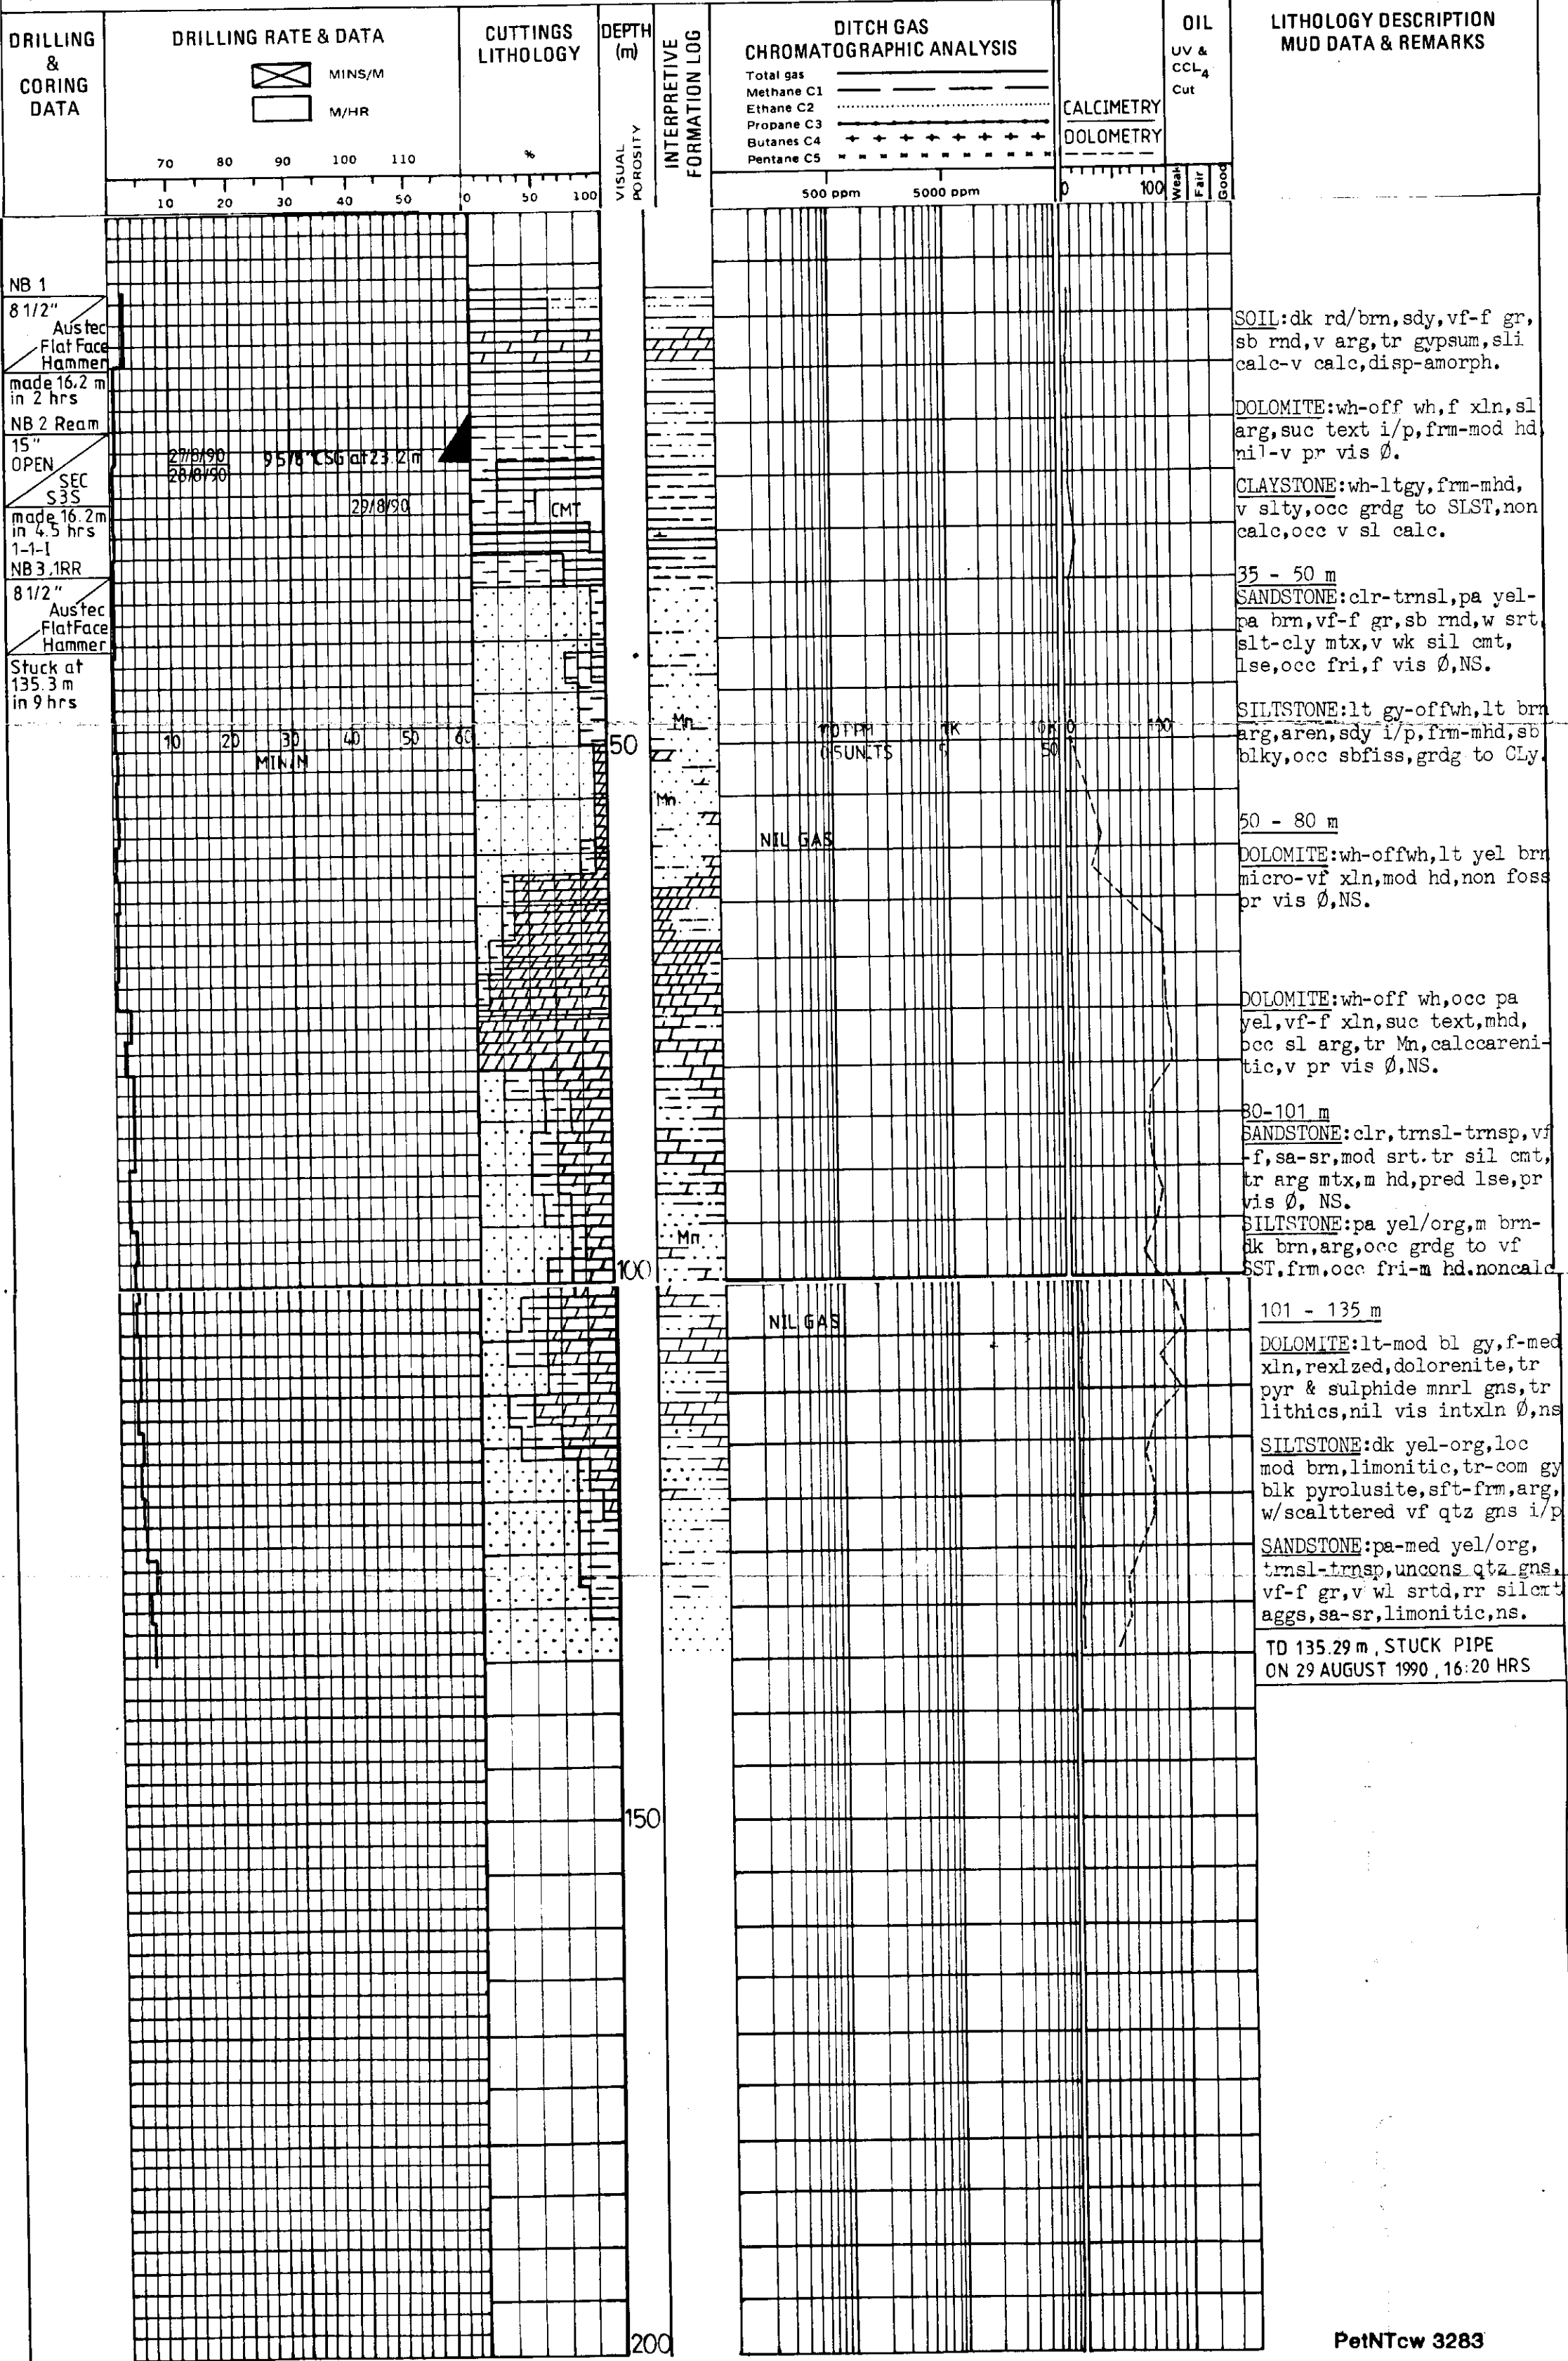 DRILLING
&
CORING
DATA
DRILLING RATE & DATA
MINS/M
M/HR
70 80 90 100 110
10 20 30 40 50
CUTTINGS
LITHOLOGY
%
0 50 100
DEPTH
(m)
VISUAL
POROSITY
INTERPRETIVE
FORMATION LOG
DITCH GAS
CHROMATOGRAPHIC ANALYSIS
Total gas
Methane C1
Ethane C2
Propane C3
Butanes C4
Pentane C5
500 ppm 5000 ppm
CALCIMETRY
DOLOMETRY
0 100
OIL
UV &
CCL4
Cut
Weak
Fair
Good
LITHOLOGY DESCRIPTION
MUD DATA & REMARKS
NB 1
8 1/2"
Austec
Flat Face
Hammer
made 16.2 m
in 2 hrs
NB 2 Ream
15"
OPEN
SEC
S3S
made 16.2m
in 4.5 hrs
1-1-I
NB3,1RR
8 1/2"
Austec
FlatFace
Hammer
Stuck at
135.3 m
in 9 hrs
27/8/90
28/8/90
9 5/8" CSG at 23.2 m
29/8/90
CMT
10 20 30 40 50 60
MIN/M
50
Mn
Mn
Mn
1K
NIL GAS
100
NIL GAS
150
200
SOIL:dk rd/brn,sdy,vf-f gr,
sb rnd,v arg,tr gypsum,sli
calc-v calc,disp-amorph.
DOLOMITE:wh-off wh,f xln,sl
arg,suc text i/p,frm-mod hd
nil-v pr vis Ø.
CLAYSTONE:wh-ltgy,frm-mhd,
v slty,occ grdg to SLST,non
calc,occ v sl calc.
35 - 50 m
SANDSTONE:clr-trnsl,pa yel-
pa brn,vf-f gr,sb rnd,w srt
slt-cly mtx,v wk sil cmt,
lse,occ fri,f vis Ø,NS.
SILTSTONE:lt gy-offwh,lt brn
arg,aren,sdy i/p,frm-mhd,sb
blky,occ sbfiss,grdg to CLy.
50 - 80 m
DOLOMITE:wh-offwh,lt yel brn
micro-vf xln,mod hd,non foss
pr vis Ø,NS.
DOLOMITE:wh-off wh,occ pa
yel,vf-f xln,suc text,mhd,
occ sl arg,tr Mn,calccareni-
tic,v pr vis Ø,NS.
80-101 m
SANDSTONE:clr,trnsl-trnsp,vf
-f,sa-sr,mod srt.tr sil cmt,
tr arg mtx,m hd,pred lse,pr
vis Ø, NS.
SILTSTONE:pa yel/org,m brn-
dk brn,arg,occ grdg to vf
SST,frm,occ fri-m hd.noncalc
101 - 135 m
DOLOMITE:lt-mod bl gy,f-med
xln,rexlzed,dolorenite,tr
pyr & sulphide mnrl gns,tr
lithics,nil vis intxln Ø,ns
SILTSTONE:dk yel-org,loc
mod brn,limonitic,tr-com gy
blk pyrolusite,sft-frm,arg,
w/scalttered vf qtz gns i/p
SANDSTONE:pa-med yel/org,
trnsl-trnsp,uncons qtz gns,
vf-f gr,v wl srtd,rr silcrt
aggs,sa-sr,limonitic,ns.
TD 135.29 m, STUCK PIPE
ON 29 AUGUST 1990, 16:20 HRS
PetNTcw 3283